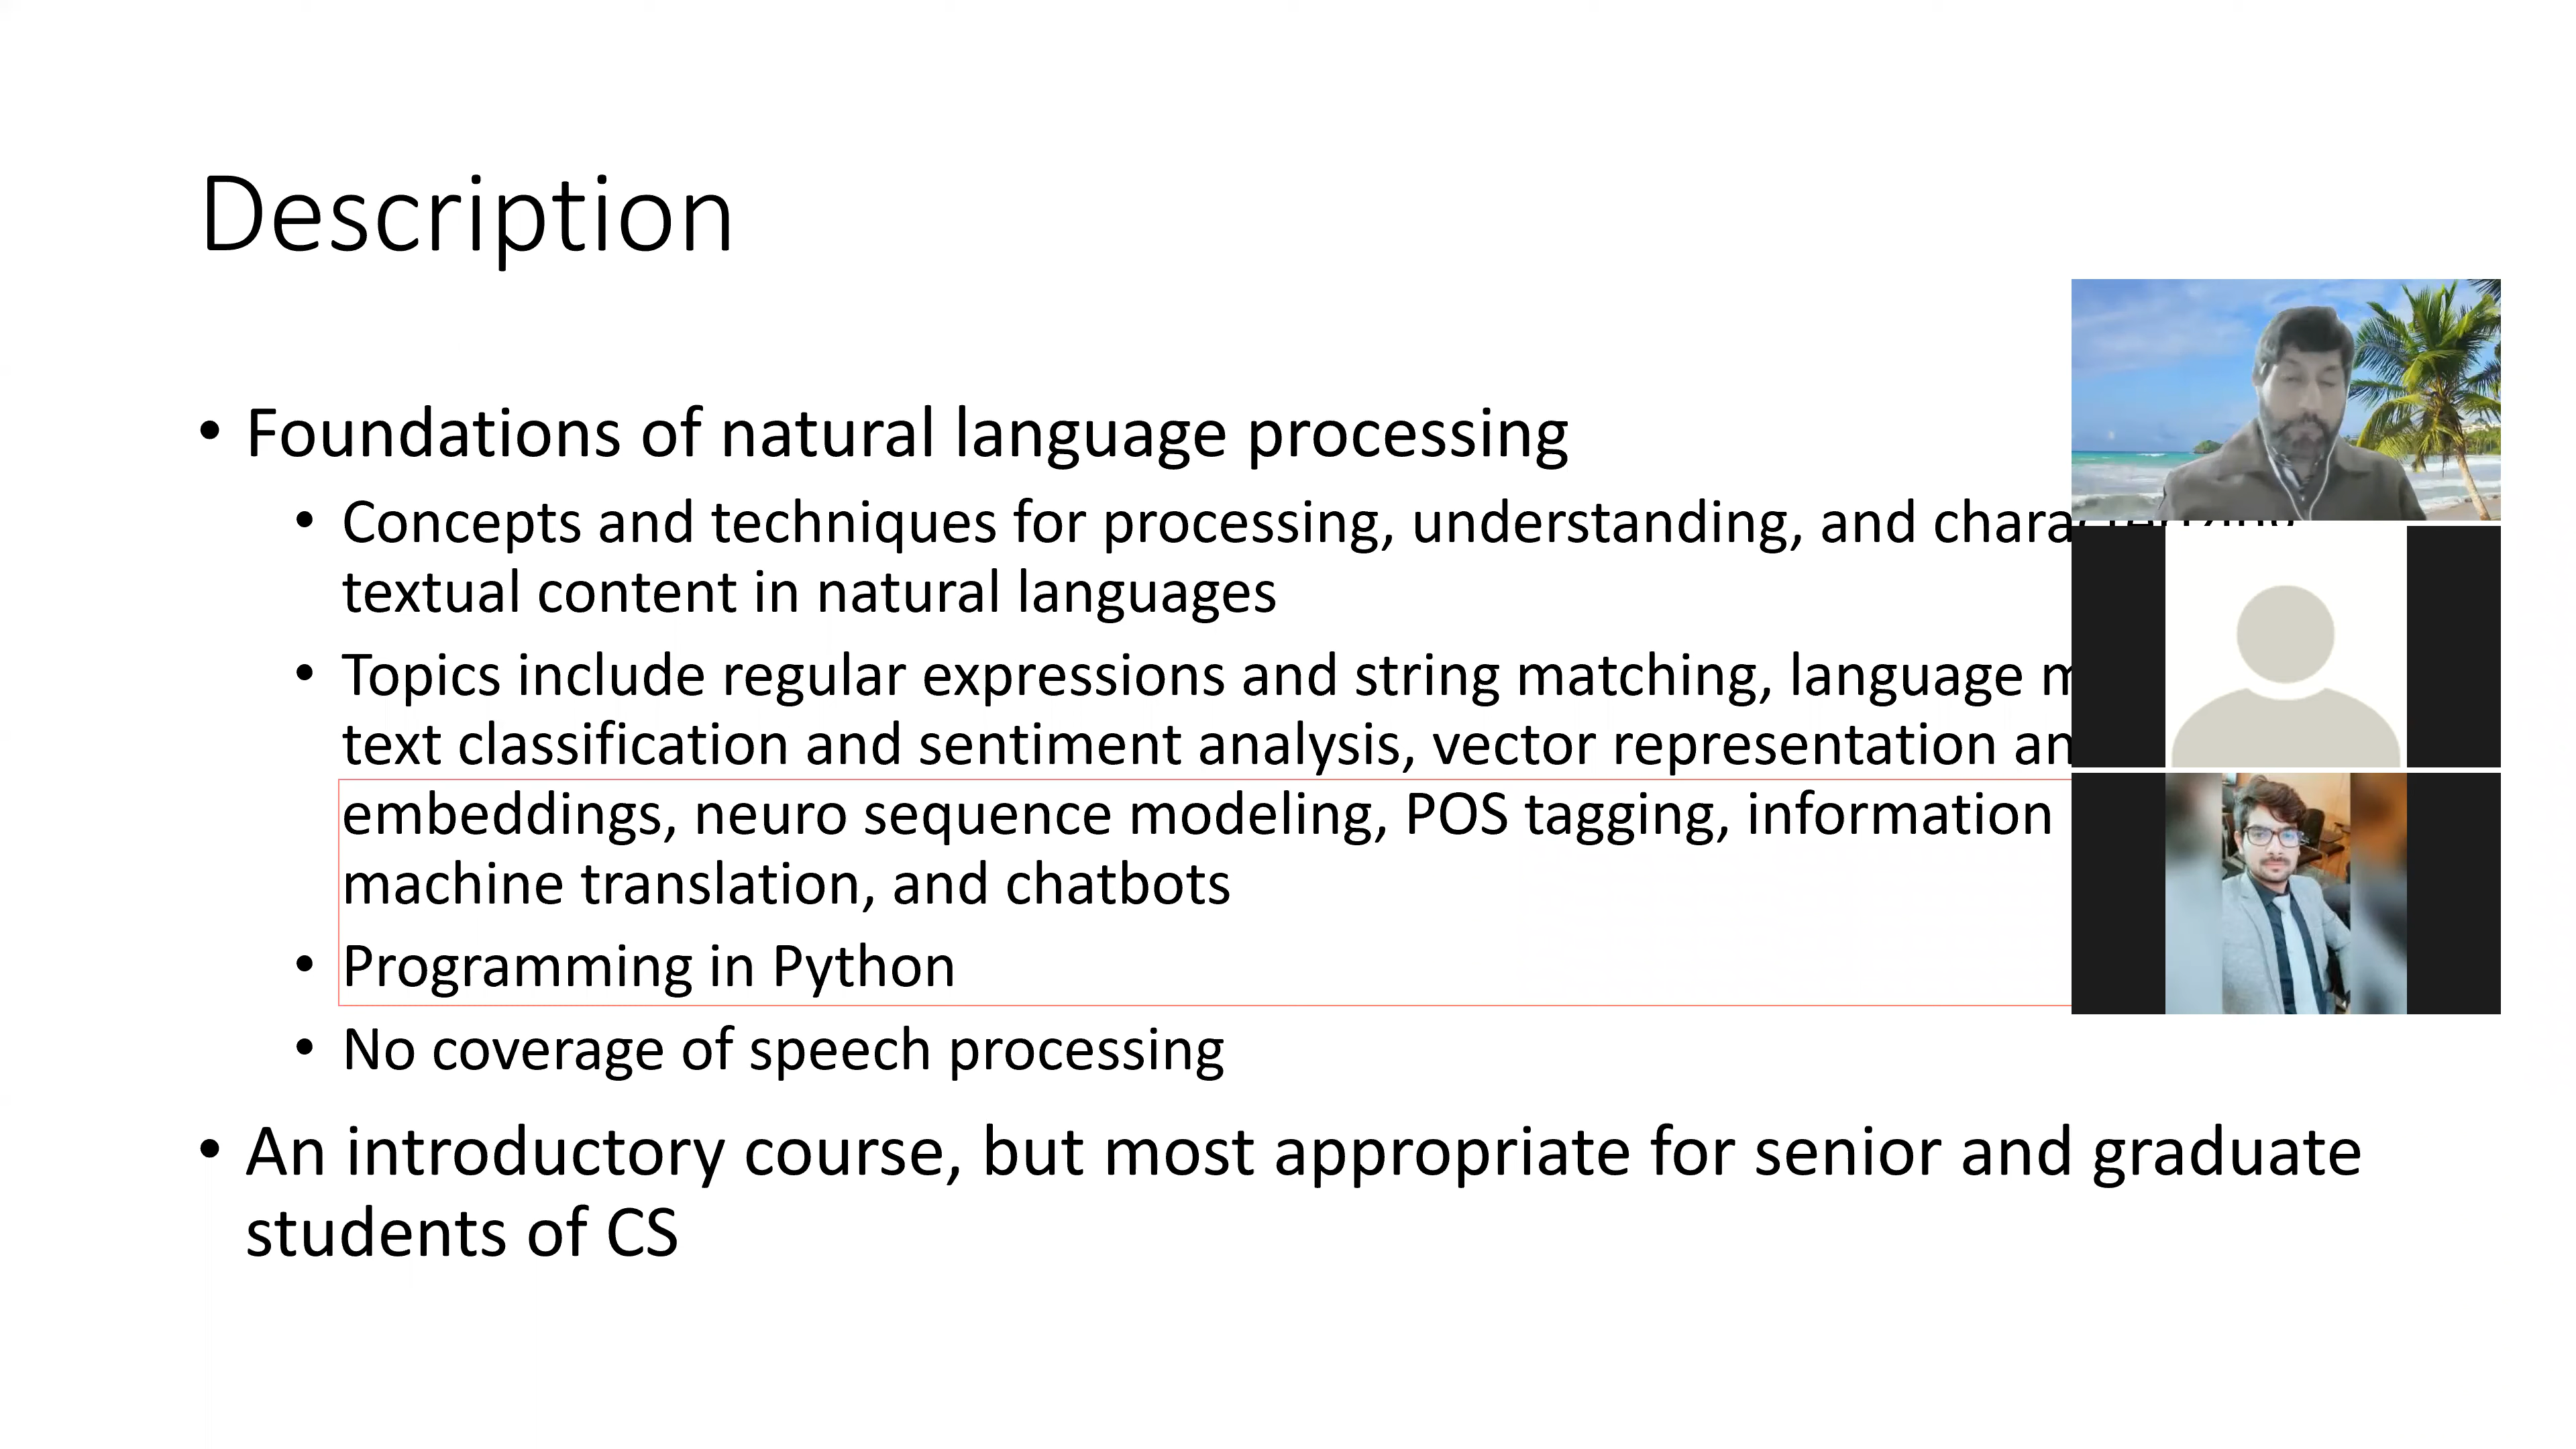 Description
• Foundations of natural language processing
• Concepts and techniques for processing, understanding, and characterizing
textual content in natural languages
• Topics include regular expressions and string matching, language
text classification and sentiment analysis, vector representation
embeddings, neuro sequence modeling, POS tagging, information
machine translation, and chatbots
• Programming in Python
• No coverage of speech processing
• An introductory course, but most appropriate for senior and graduate
students of CS